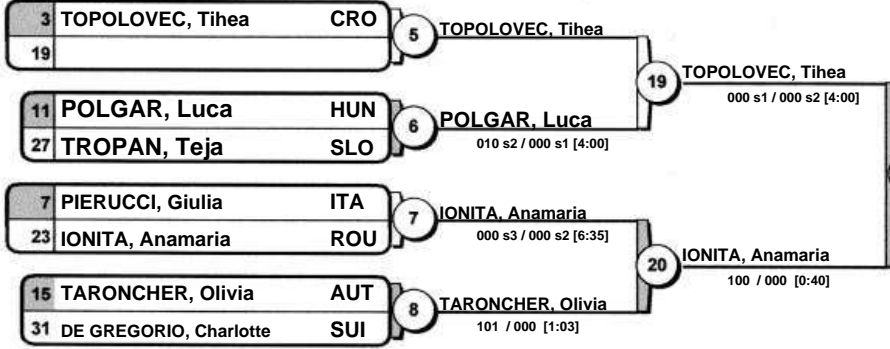 3 TOPOLOVEC, Tihea CRO
19
5 TOPOLOVEC, Tihea
11 POLGAR, Luca HUN
27 TROPAN, Teja SLO
6 POLGAR, Luca
010 s2 / 000 s1 [4:00]
19 TOPOLOVEC, Tihea
000 s1 / 000 s2 [4:00]
7 PIERUCCI, Giulia ITA
23 IONITA, Anamaria ROU
7 IONITA, Anamaria
000 s3 / 000 s2 [6:35]
15 TARONCHER, Olivia AUT
31 DE GREGORIO, Charlotte SUI
8 TARONCHER, Olivia
101 / 000 [1:03]
20 IONITA, Anamaria
100 / 000 [0:40]